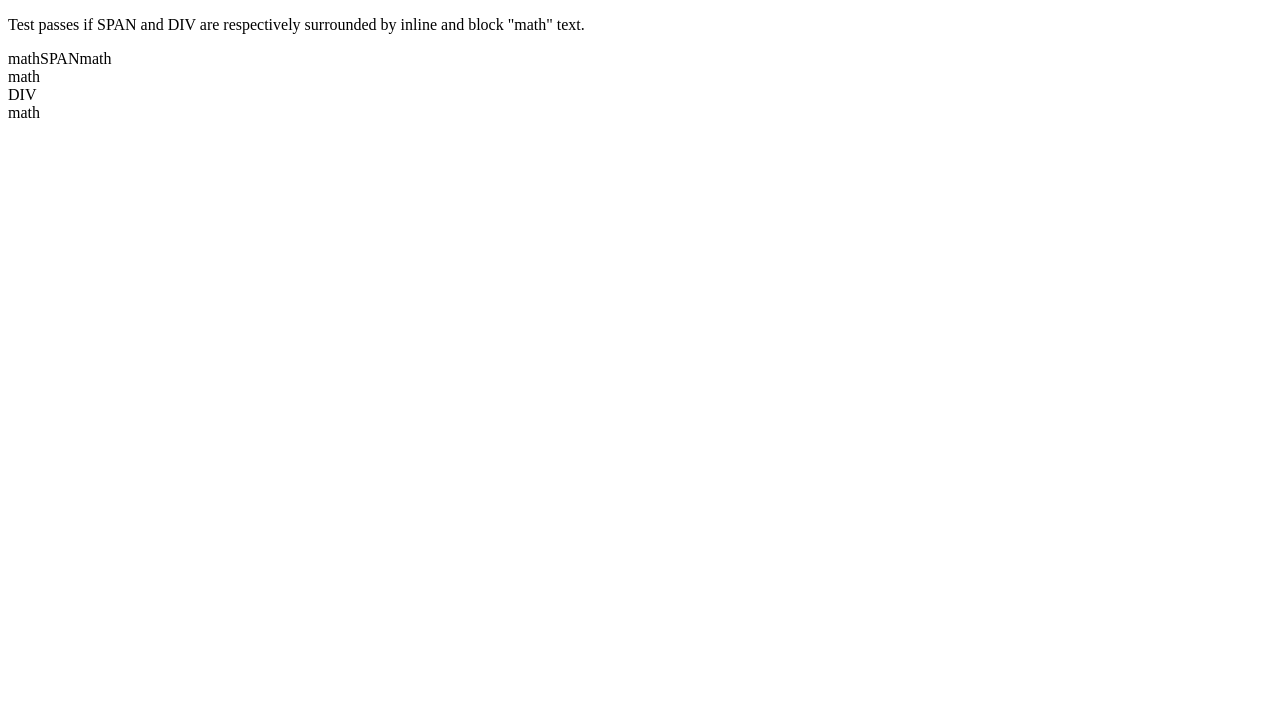 Test passes if SPAN and DIV are respectively surrounded by inline and block "math" text.
mathSPANmath
math
DIV
math